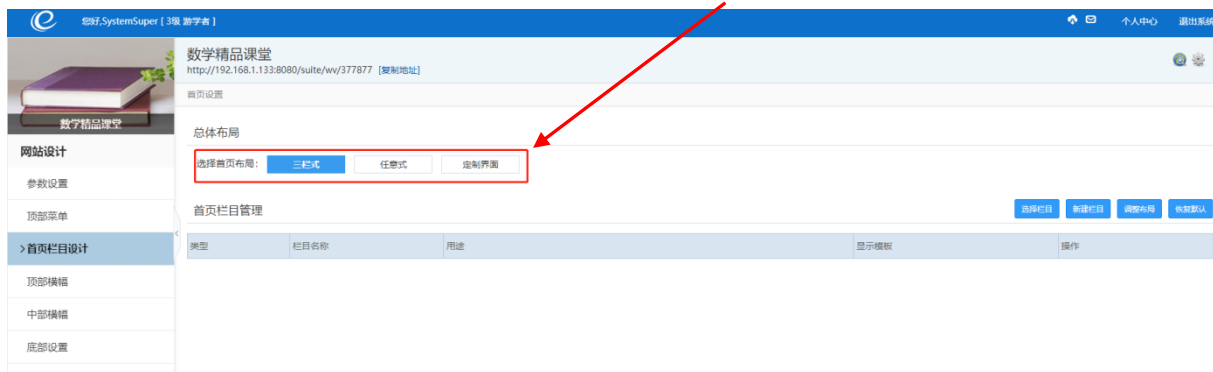 您好,SystemSuper [ 3级 游学者 ]
个人中心
退出系统
数学精品课堂
数学精品课堂
http://192.168.1.133:8080/suite/wv/377877 [复制地址]
首页设置
网站设计
参数设置
顶部菜单
>首页栏目设计
顶部横幅
中部横幅
底部设置
总体布局
选择首页布局: 三栏式 任意式 定制界面
首页栏目管理
选择栏目 新建栏目 调整布局 恢复默认
类型 栏目名称 用途 显示模板 操作